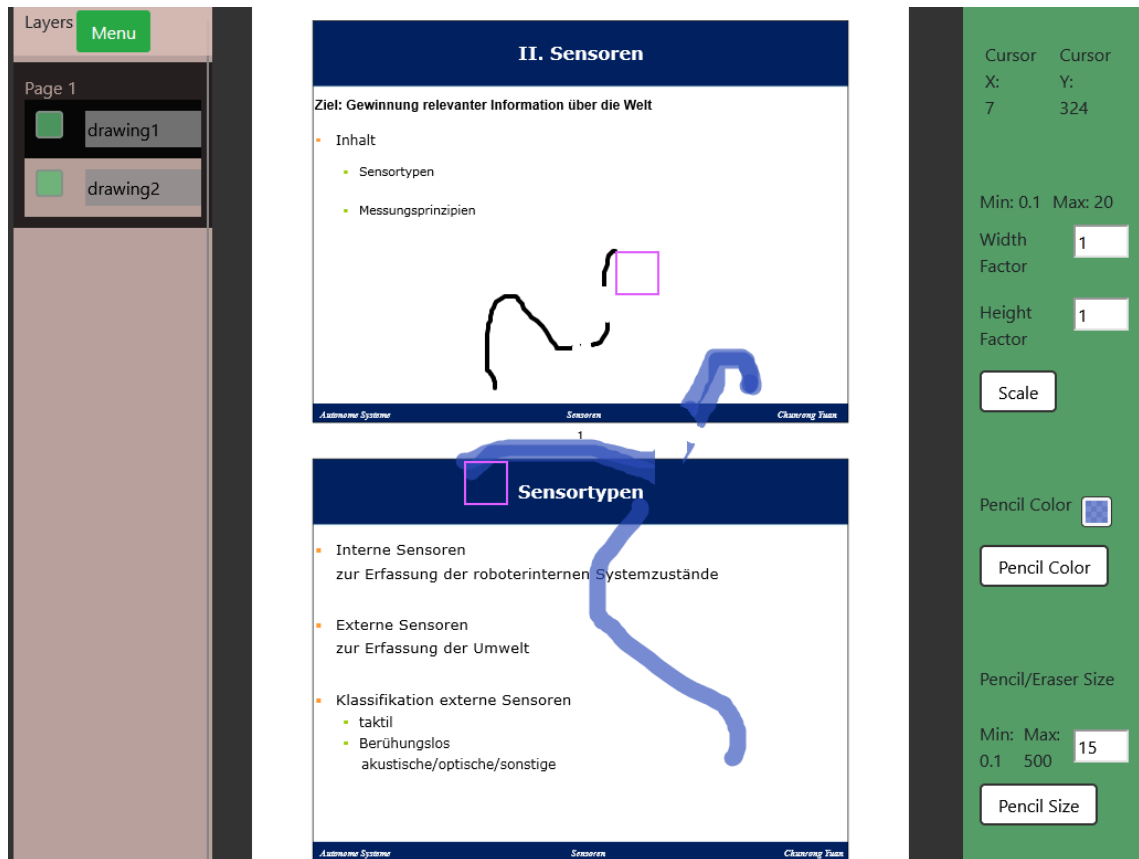 Layers Menu
Page 1
drawing1
drawing2
II. Sensoren
Ziel: Gewinnung relevanter Information über die Welt
Inhalt
Sensortypen
Messungsprinzipien
Autonome Systeme Sensoren Chunrong Yuan
1
Sensortypen
Interne Sensoren
zur Erfassung der roboterinternen Systemzustände
Externe Sensoren
zur Erfassung der Umwelt
Klassifikation externe Sensoren
taktil
Berühungslos
akustische/optische/sonstige
Autonome Systeme Sensoren Chunrong Yuan
Cursor X: 7
Cursor Y: 324
Min: 0.1 Max: 20
Width Factor 1
Height Factor 1
Scale
Pencil Color
Pencil Color
Pencil/Eraser Size
Min: 0.1 Max: 500 15
Pencil Size